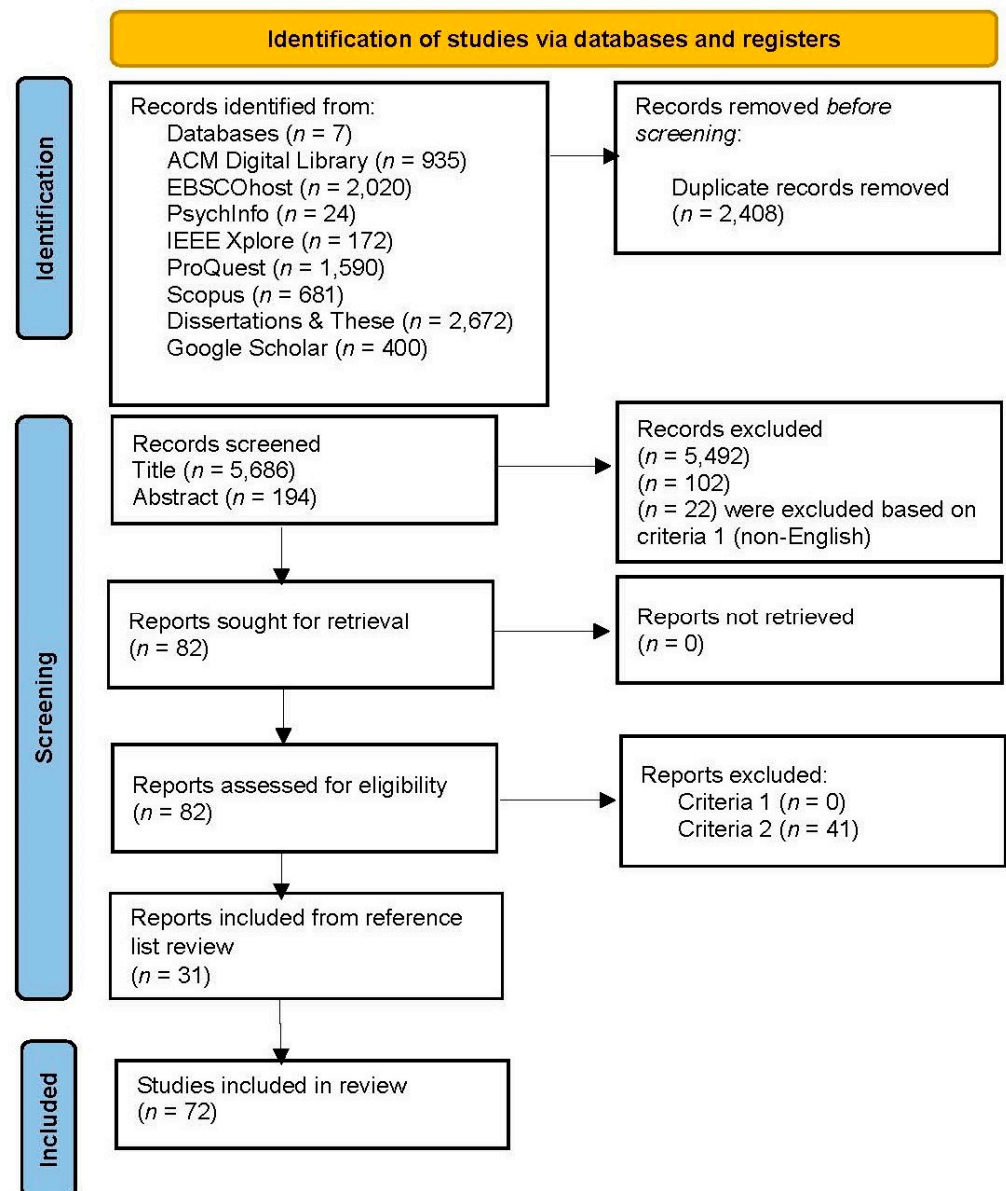 Identification of studies via databases and registers
Identification
Records identified from:
Databases (n = 7)
ACM Digital Library (n = 935)
EBSCOhost (n = 2,020)
PsychInfo (n = 24)
IEEE Xplore (n = 172)
ProQuest (n = 1,590)
Scopus (n = 681)
Dissertations & These (n = 2,672)
Google Scholar (n = 400)
Records removed before
screening:
Duplicate records removed
(n = 2,408)
Screening
Records screened
Title (n = 5,686)
Abstract (n = 194)
Records excluded
(n = 5,492)
(n = 102)
(n = 22) were excluded based on
criteria 1 (non-English)
Reports sought for retrieval
(n = 82)
Reports not retrieved
(n = 0)
Reports assessed for eligibility
(n = 82)
Reports excluded:
Criteria 1 (n = 0)
Criteria 2 (n = 41)
Reports included from reference
list review
(n = 31)
Included
Studies included in review
(n = 72)